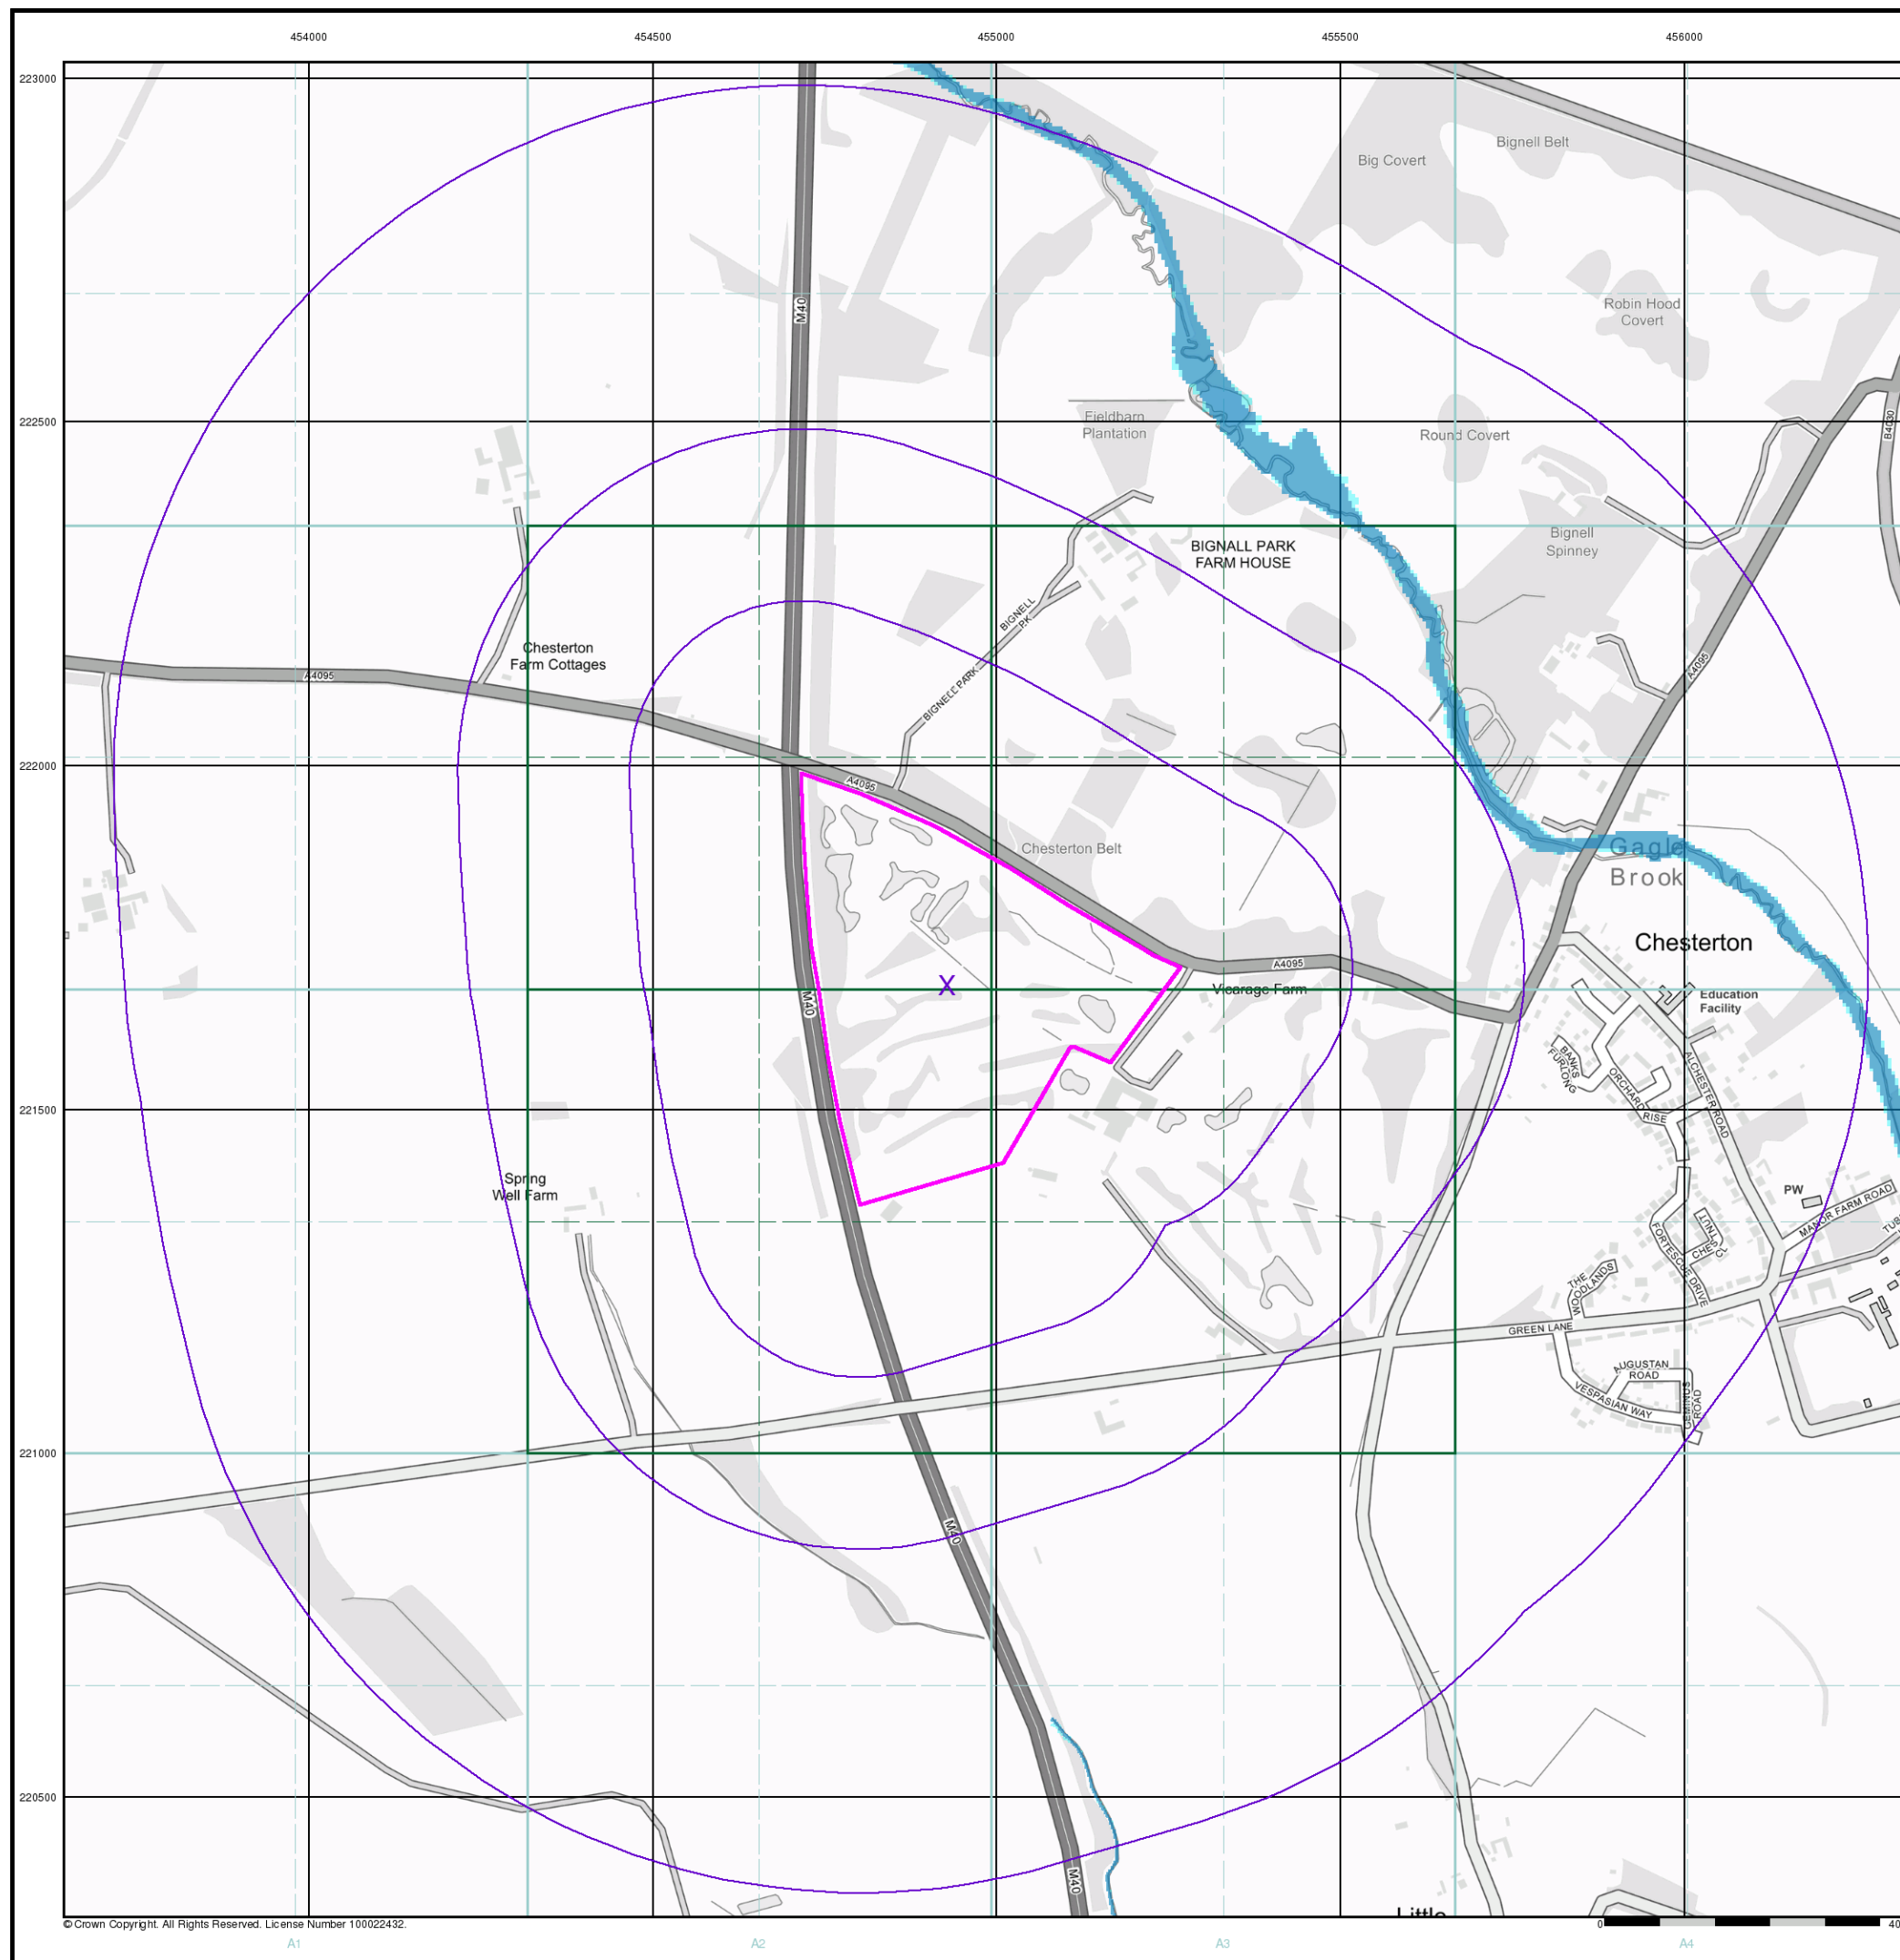 454000 454500 455000 455500 456000
223000
Bignell Belt
Big Covert
M40
Robin Hood
Covert
222500
Fieldbarn
Plantation
Round Covert
B4030
Bignell
Spinney
BIGNALL PARK
FARM HOUSE
BIGNELL
PK
Chesterton
Farm Cottages
A4095
A4095
BIGNELL PARK
222000
A4095
Chesterton Belt
Gagle
Brook
Chesterton
A4095
Vicarage Farm
X
M40
Education
Facility
BANKS
FURLONG
ORCHARD
RISE
ALCHESTER ROAD
221500
Spring
Well Farm
PW
MANOR FARM ROAD
FORTESCUE DRIVE
THE
WOODLANDS
GREEN LANE
AUGUSTAN
ROAD
VESPASIAN WAY
221000
M40
220500
M40
Little
© Crown Copyright. All Rights Reserved. License Number 100022432.
0
A1 A2 A3 A4